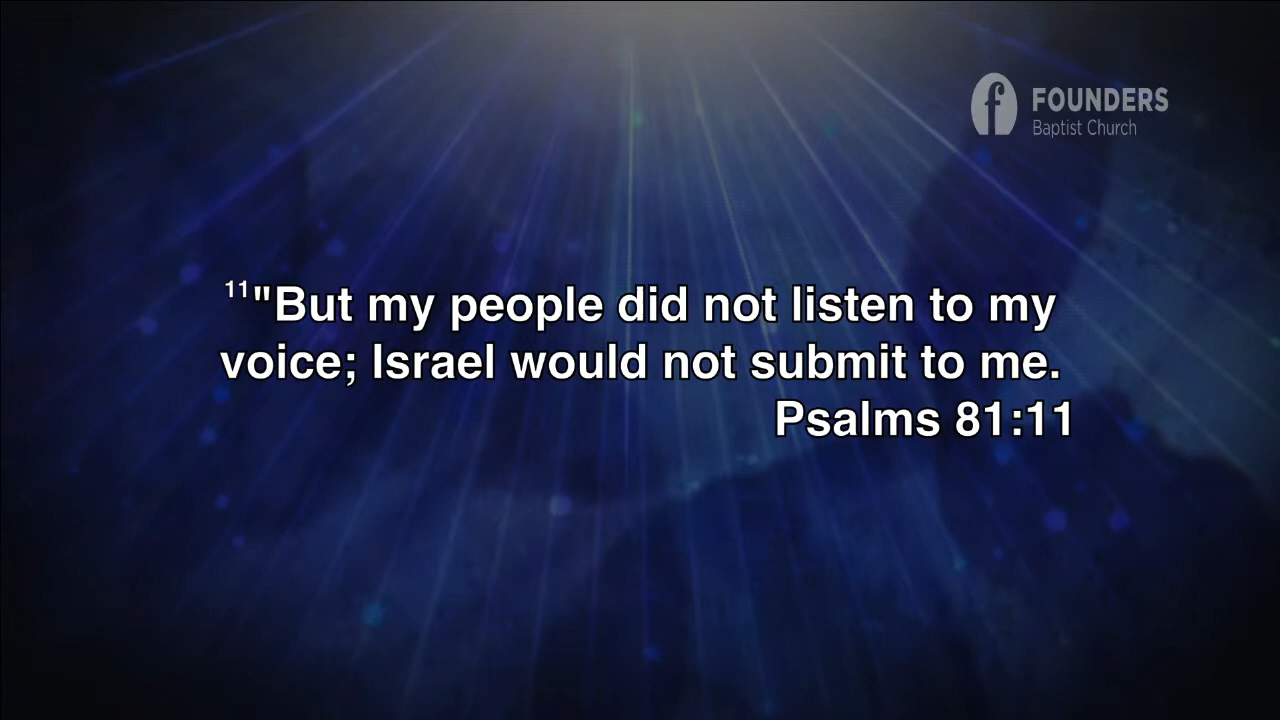 FOUNDERS
Baptist Church
11"But my people did not listen to my
voice; Israel would not submit to me.
Psalms 81:11